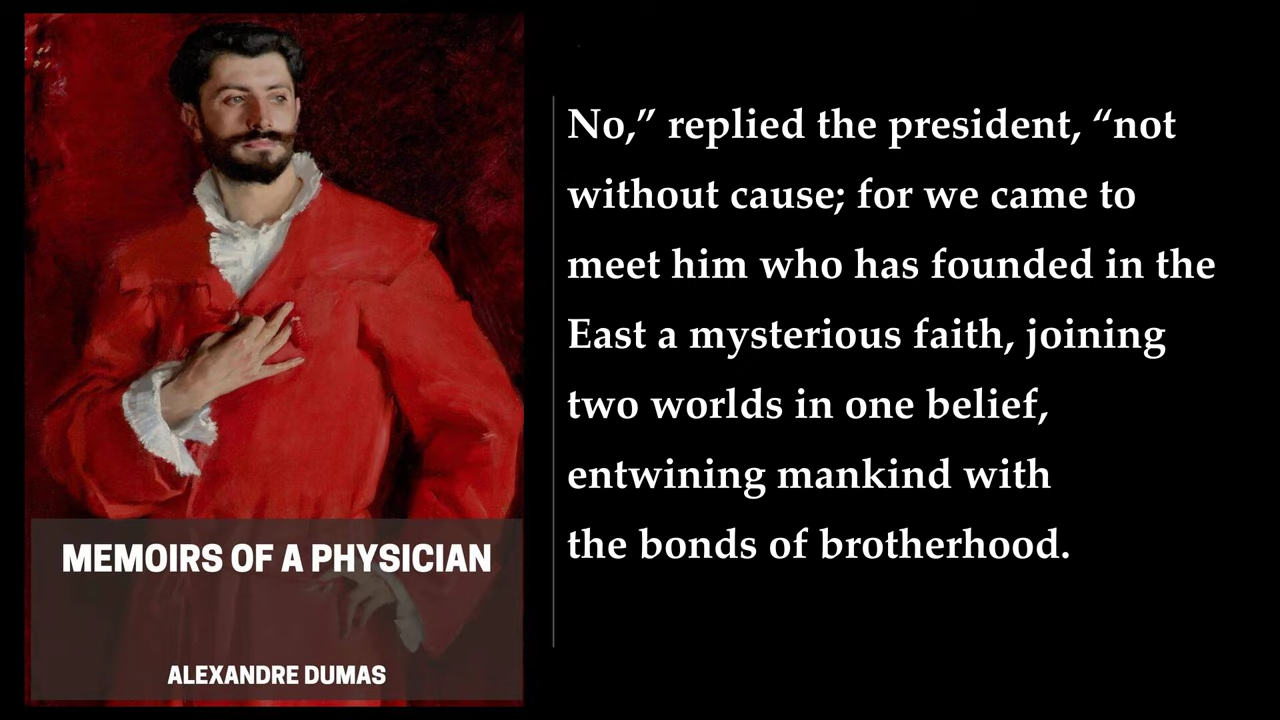 No,” replied the president, “not
without cause; for we came to
meet him who has founded in the
East a mysterious faith, joining
two worlds in one belief,
entwining mankind with
the bonds of brotherhood.
MEMOIRS OF A PHYSICIAN
ALEXANDRE DUMAS